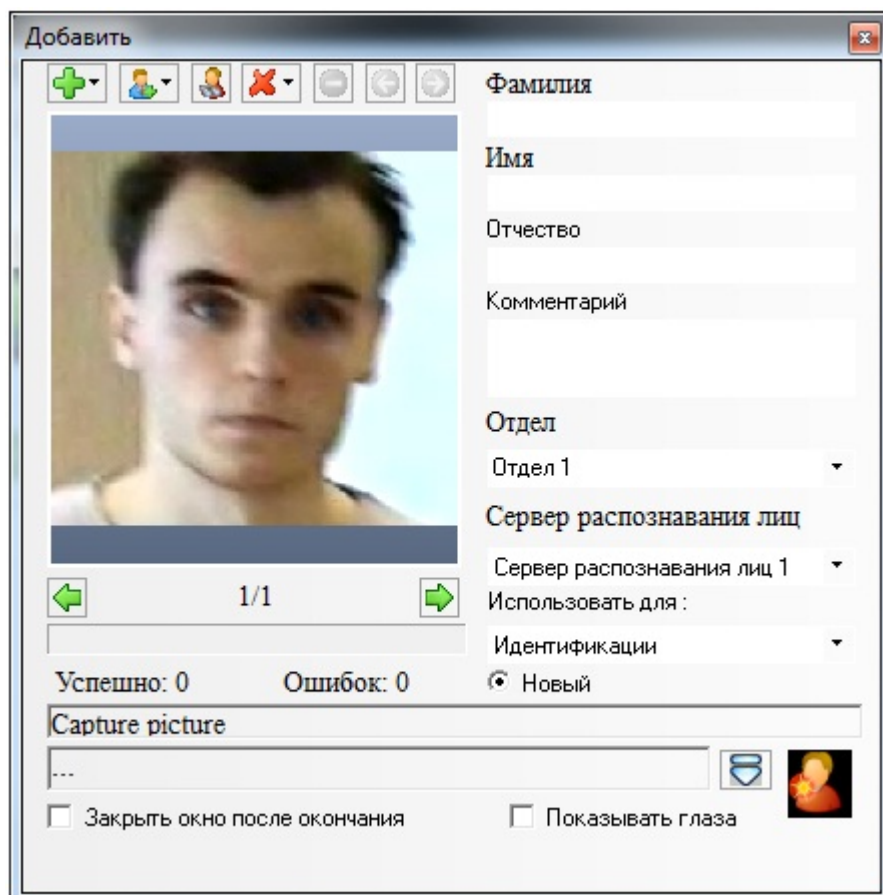 Добавить
Фамилия
Имя
Отчество
Комментарий
Отдел
Отдел 1
Сервер распознавания лиц
Сервер распознавания лиц 1
1/1
Использовать для :
Идентификации
Успешно: 0 Ошибок: 0
Новый
Capture picture
...
Закрыть окно после окончания
Показывать глаза